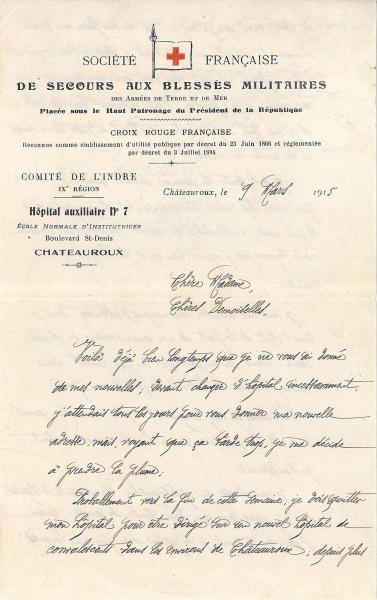 SOCIÉTÉ FRANÇAISE
DE SECOURS AUX BLESSÉS MILITAIRES
DES ARMÉES DE TERRE ET DE MER
Placée sous le Haut Patronage du Président de la République
CROIX ROUGE FRANÇAISE
Reconnue comme établissement d'utilité publique par decret du 23 Juin 1866 et réglementée
par décret du 3 Juillet 1884
COMITÉ DE L'INDRE
IXe RÉGION
Hôpital auxiliaire No 7
ÉCOLE NORMALE D'INSTITUTRICES
Boulevard St-Denis
CHATEAUROUX
Châteauroux, le 9 Mars 1915
Chère Madame,
Chères Demoiselles,
Voilà déjà bien longtemps que je ne vous ai donné
de mes nouvelles; devant changer d'hôpital incessamment,
j'attendais tous les jours pour vous donner ma nouvelle
adresse, mais, voyant que ça tarde trop, je me décide
à prendre la plume.
Probablement vers la fin de cette semaine, je dois quitter
mon hôpital pour être dirigé sur un nouvel hôpital de
convalescents dans les environs de Châteauroux; depuis plus